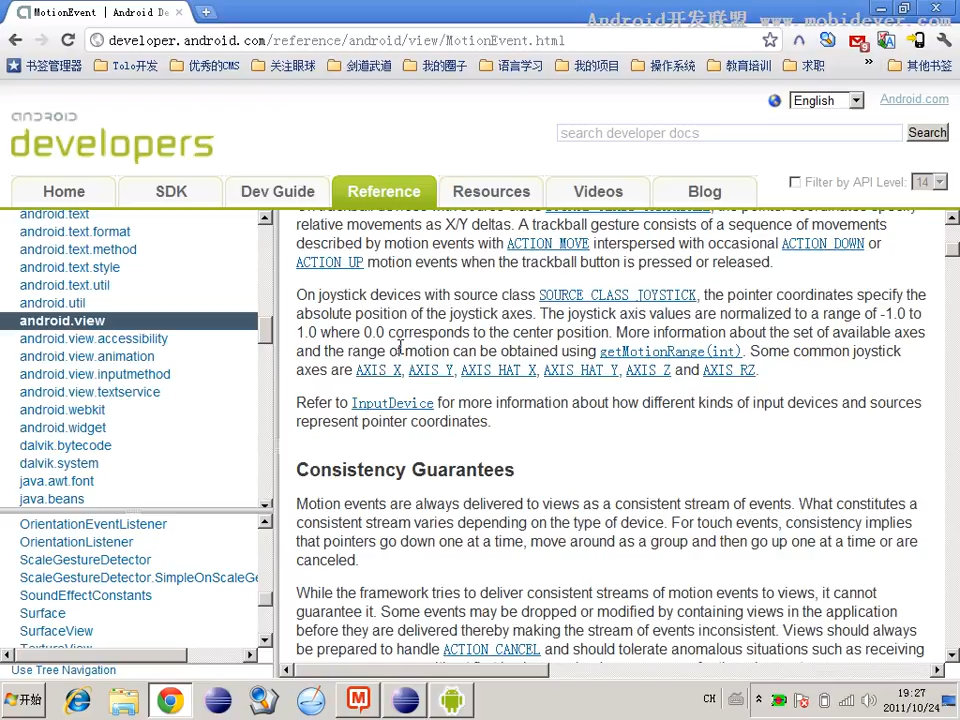 MotionEvent | Android De
Android开发联盟 www.mobidever.com
developer.android.com/reference/android/view/MotionEvent.html
书签管理器 Tolo开发 优秀的CMS 关注眼球 剑道武道 我的圈子 语言学习 我的项目 操作系统 教育培训 求职 » 其他书签
English Android.com
ANDROID
developers
search developer docs Search
Home SDK Dev Guide Reference Resources Videos Blog
Filter by API Level: 14
android.text
android.text.format
android.text.method
android.text.style
android.text.util
android.util
android.view
android.view.accessibility
android.view.animation
android.view.inputmethod
android.view.textservice
android.webkit
android.widget
dalvik.bytecode
dalvik.system
java.awt.font
java.beans
OrientationEventListener
OrientationListener
ScaleGestureDetector
ScaleGestureDetector.SimpleOnScaleGe
SoundEffectConstants
Surface
SurfaceView
TextureView
Use Tree Navigation
relative movements as X/Y deltas. A trackball gesture consists of a sequence of movements
described by motion events with ACTION_MOVE interspersed with occasional ACTION_DOWN or
ACTION_UP motion events when the trackball button is pressed or released.
On joystick devices with source class SOURCE_CLASS_JOYSTICK, the pointer coordinates specify the
absolute position of the joystick axes. The joystick axis values are normalized to a range of -1.0 to
1.0 where 0.0 corresponds to the center position. More information about the set of available axes
and the range of motion can be obtained using getMotionRange(int). Some common joystick
axes are AXIS_X, AXIS_Y, AXIS_HAT_X, AXIS_HAT_Y, AXIS_Z and AXIS_RZ.
Refer to InputDevice for more information about how different kinds of input devices and sources
represent pointer coordinates.
Consistency Guarantees
Motion events are always delivered to views as a consistent stream of events. What constitutes a
consistent stream varies depending on the type of device. For touch events, consistency implies
that pointers go down one at a time, move around as a group and then go up one at a time or are
canceled.
While the framework tries to deliver consistent streams of motion events to views, it cannot
guarantee it. Some events may be dropped or modified by containing views in the application
before they are delivered thereby making the stream of events inconsistent. Views should always
be prepared to handle ACTION_CANCEL and should tolerate anomalous situations such as receiving
开始 CH 19:27
2011/10/24